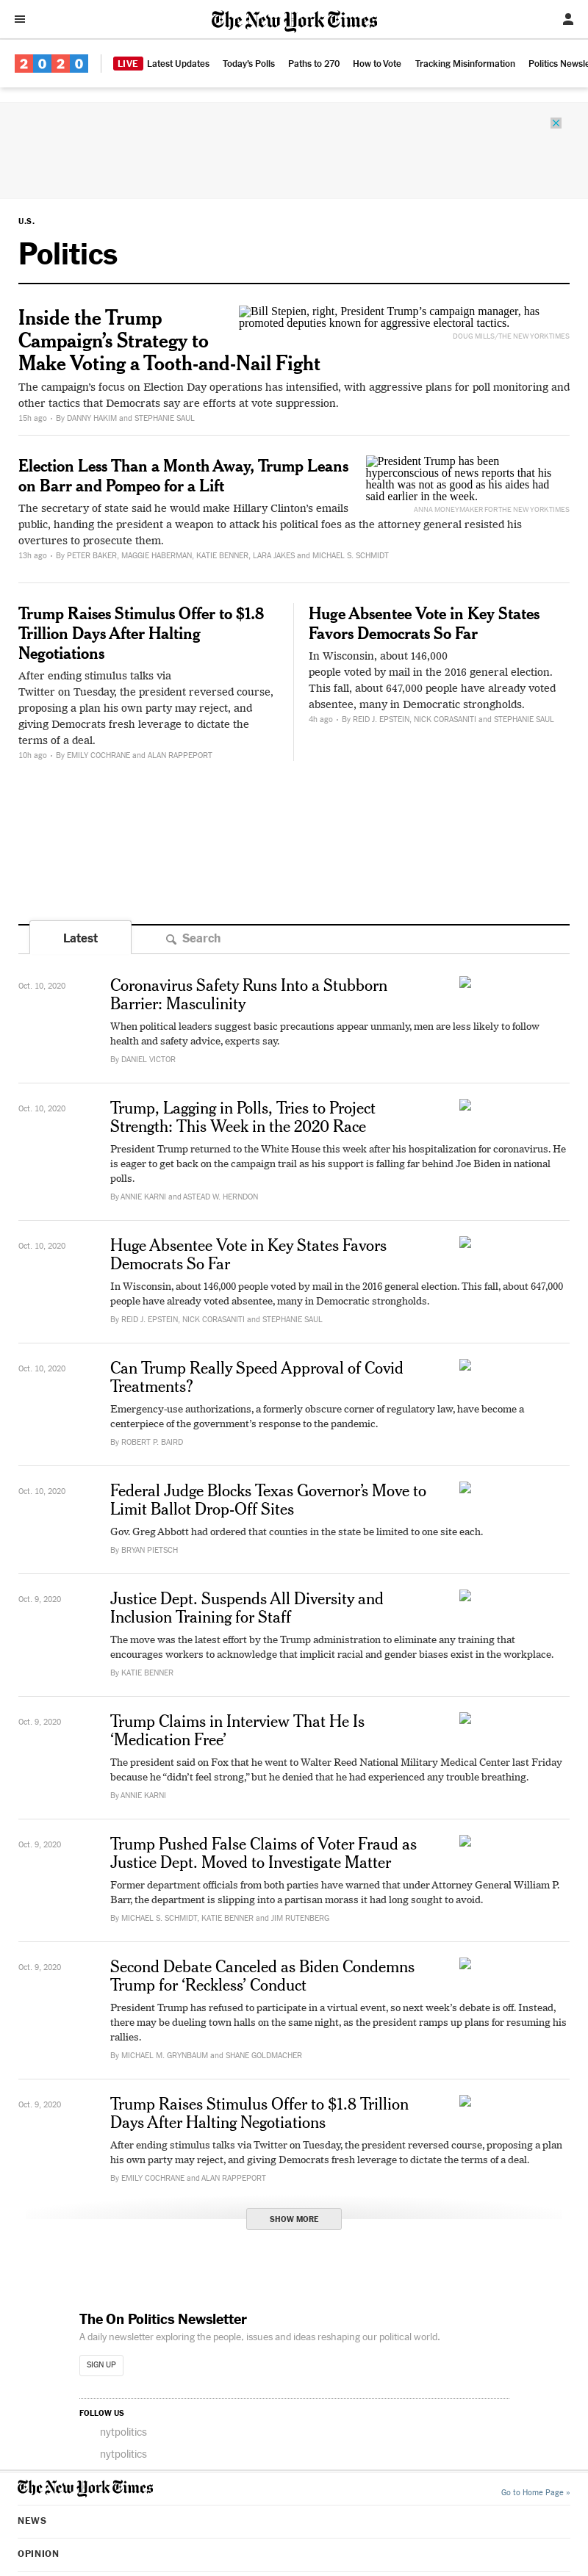 The New York Times
2020
LIVE Latest Updates Today's Polls Paths to 270 How to Vote Tracking Misinformation Politics Newsle
U.S.
Politics
Bill Stepien, right, President Trump's campaign manager, has
promoted deputies known for aggressive electoral tactics.
DOUG MILLS/THE NEW YORK TIMES
Inside the Trump
Campaign's Strategy to
Make Voting a Tooth-and-Nail Fight
The campaign's focus on Election Day operations has intensified, with aggressive plans for poll monitoring and
other tactics that Democrats say are efforts at vote suppression.
15h ago • By DANNY HAKIM and STEPHANIE SAUL
President Trump has been
hyperconscious of news reports that his
health was not as good as his aides had
said earlier in the week.
ANNA MONEYMAKER FOR THE NEW YORK TIMES
Election Less Than a Month Away, Trump Leans
on Barr and Pompeo for a Lift
The secretary of state said he would make Hillary Clinton's emails
public, handing the president a weapon to attack his political foes as the attorney general resisted his
overtures to prosecute them.
13h ago • By PETER BAKER, MAGGIE HABERMAN, KATIE BENNER, LARA JAKES and MICHAEL S. SCHMIDT
Trump Raises Stimulus Offer to $1.8
Trillion Days After Halting
Negotiations
After ending stimulus talks via
Twitter on Tuesday, the president reversed course,
proposing a plan his own party may reject, and
giving Democrats fresh leverage to dictate the
terms of a deal.
10h ago • By EMILY COCHRANE and ALAN RAPPEPORT
Huge Absentee Vote in Key States
Favors Democrats So Far
In Wisconsin, about 146,000
people voted by mail in the 2016 general election.
This fall, about 647,000 people have already voted
absentee, many in Democratic strongholds.
4h ago • By REID J. EPSTEIN, NICK CORASANITI and STEPHANIE SAUL
Latest
Search
Oct. 10, 2020
Coronavirus Safety Runs Into a Stubborn
Barrier: Masculinity
When political leaders suggest basic precautions appear unmanly, men are less likely to follow
health and safety advice, experts say.
By DANIEL VICTOR
Oct. 10, 2020
Trump, Lagging in Polls, Tries to Project
Strength: This Week in the 2020 Race
President Trump returned to the White House this week after his hospitalization for coronavirus. He
is eager to get back on the campaign trail as his support is falling far behind Joe Biden in national
polls.
By ANNIE KARNI and ASTEAD W. HERNDON
Oct. 10, 2020
Huge Absentee Vote in Key States Favors
Democrats So Far
In Wisconsin, about 146,000 people voted by mail in the 2016 general election. This fall, about 647,000
people have already voted absentee, many in Democratic strongholds.
By REID J. EPSTEIN, NICK CORASANITI and STEPHANIE SAUL
Oct. 10, 2020
Can Trump Really Speed Approval of Covid
Treatments?
Emergency-use authorizations, a formerly obscure corner of regulatory law, have become a
centerpiece of the government's response to the pandemic.
By ROBERT P. BAIRD
Oct. 10, 2020
Federal Judge Blocks Texas Governor's Move to
Limit Ballot Drop-Off Sites
Gov. Greg Abbott had ordered that counties in the state be limited to one site each.
By BRYAN PIETSCH
Oct. 9, 2020
Justice Dept. Suspends All Diversity and
Inclusion Training for Staff
The move was the latest effort by the Trump administration to eliminate any training that
encourages workers to acknowledge that implicit racial and gender biases exist in the workplace.
By KATIE BENNER
Oct. 9, 2020
Trump Claims in Interview That He Is
'Medication Free'
The president said on Fox that he went to Walter Reed National Military Medical Center last Friday
because he "didn't feel strong," but he denied that he had experienced any trouble breathing.
By ANNIE KARNI
Oct. 9, 2020
Trump Pushed False Claims of Voter Fraud as
Justice Dept. Moved to Investigate Matter
Former department officials from both parties have warned that under Attorney General William P.
Barr, the department is slipping into a partisan morass it had long sought to avoid.
By MICHAEL S. SCHMIDT, KATIE BENNER and JIM RUTENBERG
Oct. 9, 2020
Second Debate Canceled as Biden Condemns
Trump for 'Reckless' Conduct
President Trump has refused to participate in a virtual event, so next week's debate is off. Instead,
there may be dueling town halls on the same night, as the president ramps up plans for resuming his
rallies.
By MICHAEL M. GRYNBAUM and SHANE GOLDMACHER
Oct. 9, 2020
Trump Raises Stimulus Offer to $1.8 Trillion
Days After Halting Negotiations
After ending stimulus talks via Twitter on Tuesday, the president reversed course, proposing a plan
his own party may reject, and giving Democrats fresh leverage to dictate the terms of a deal.
By EMILY COCHRANE and ALAN RAPPEPORT
SHOW MORE
The On Politics Newsletter
A daily newsletter exploring the people, issues and ideas reshaping our political world.
SIGN UP
FOLLOW US
nytpolitics
nytpolitics
The New York Times
Go to Home Page »
NEWS
OPINION